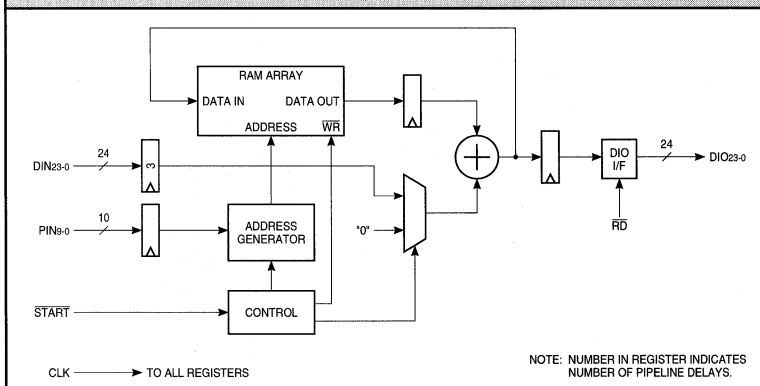 RAM ARRAY
DATA IN DATA OUT
ADDRESS WR
24
DIN23-0
3
10
PIN9-0
ADDRESS
GENERATOR
"0"
START
CONTROL
DIO
I/F
24
DIO23-0
RD
CLK TO ALL REGISTERS
NOTE: NUMBER IN REGISTER INDICATES
NUMBER OF PIPELINE DELAYS.